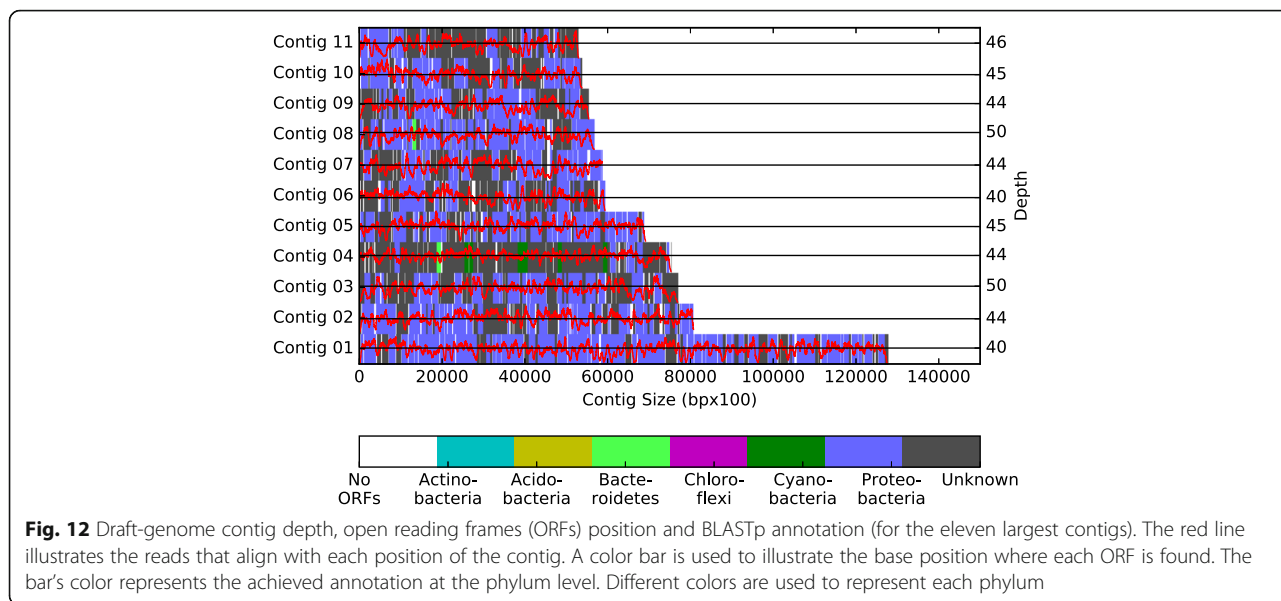 Contig 11 46
Contig 10 45
Contig 09 44
Contig 08 50
Contig 07 44
Contig 06 40
Contig 05 45
Contig 04 44
Contig 03 50
Contig 02 44
Contig 01 40
Depth
0 20000 40000 60000 80000 100000 120000 140000
Contig Size (bpx100)
No ORFs
Actino-bacteria
Acido-bacteria
Bacte-roidetes
Chloro-flexi
Cyano-bacteria
Proteo-bacteria
Unknown
Fig. 12 Draft-genome contig depth, open reading frames (ORFs) position and BLASTp annotation (for the eleven largest contigs). The red line
illustrates the reads that align with each position of the contig. A color bar is used to illustrate the base position where each ORF is found. The
bar's color represents the achieved annotation at the phylum level. Different colors are used to represent each phylum